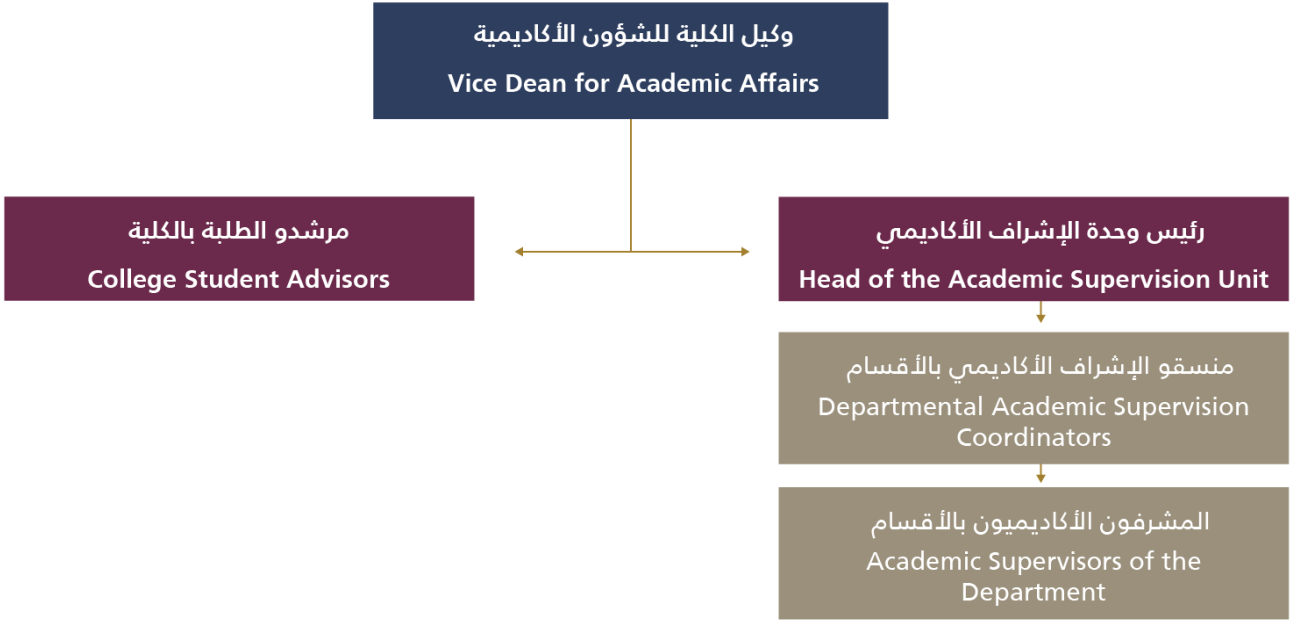 وكيل الكلية للشؤون الأكاديمية
Vice Dean for Academic Affairs
مرشدو الطلبة بالكلية
College Student Advisors
رئيس وحدة الإشراف الأكاديمي
Head of the Academic Supervision Unit
منسقو الإشراف الأكاديمي بالأقسام
Departmental Academic Supervision
Coordinators
المشرفون الأكاديميون بالأقسام
Academic Supervisors of the
Department